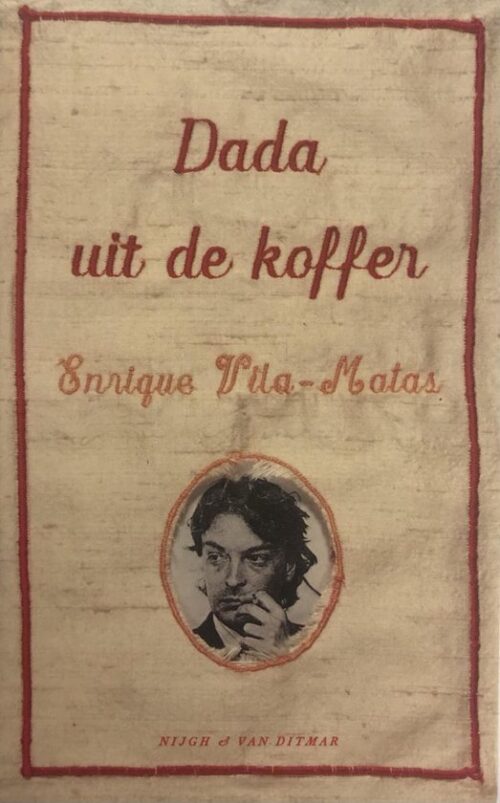 Dada
uit de koffer
Enrique Vila-Matas
NIJGH & VAN DITMAR